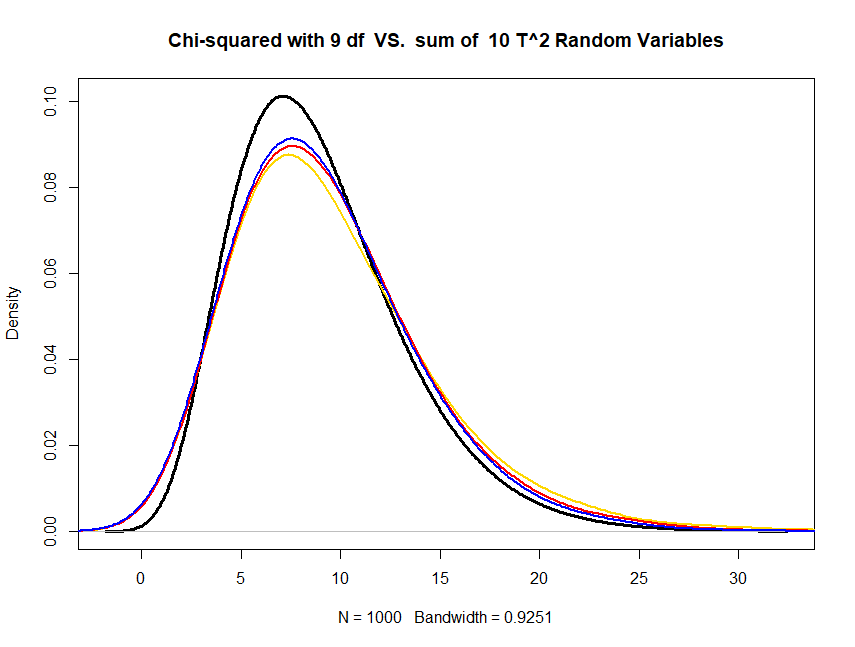 Chi-squared with 9 df  VS.  sum of  10 T^2 Random Variables
Density
0.10
0.08
0.06
0.04
0.02
0.00
0 5 10 15 20 25 30
N = 1000   Bandwidth = 0.9251